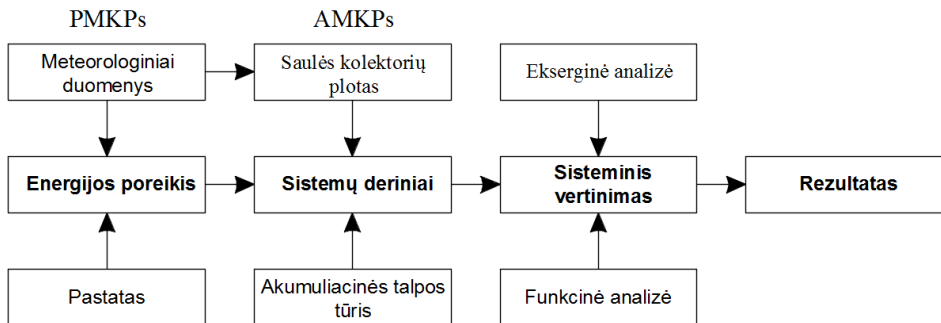 PMKPs
AMKPs
Meteorologiniai
duomenys
Saulės kolektorių
plotas
Ekserginė analizė
Energijos poreikis
Sistemų deriniai
Sisteminis
vertinimas
Rezultatas
Pastatas
Akumuliacinės talpos
tūris
Funkcinė analizė